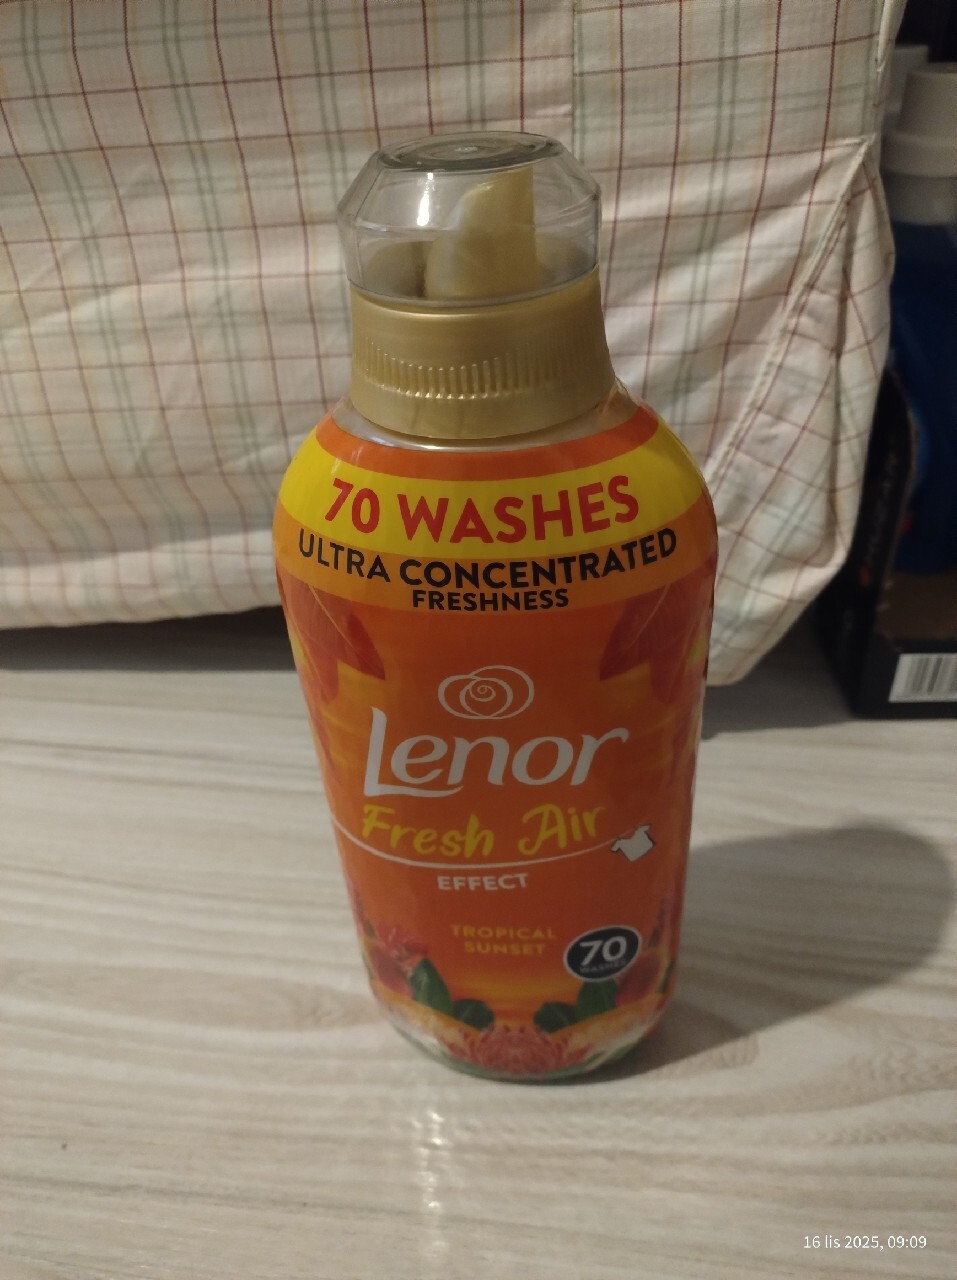 70 WASHES
ULTRA CONCENTRATED
FRESHNESS
Lenor
Fresh Air
EFFECT
TROPICAL
SUNSET
70
WASHES
16 lis 2025, 09:09